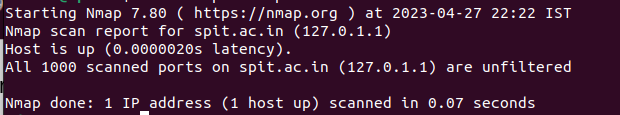 Starting Nmap 7.80 ( https://nmap.org ) at 2023-04-27 22:22 IST
Nmap scan report for spit.ac.in (127.0.1.1)
Host is up (0.0000020s latency).
All 1000 scanned ports on spit.ac.in (127.0.1.1) are unfiltered

Nmap done: 1 IP address (1 host up) scanned in 0.07 seconds